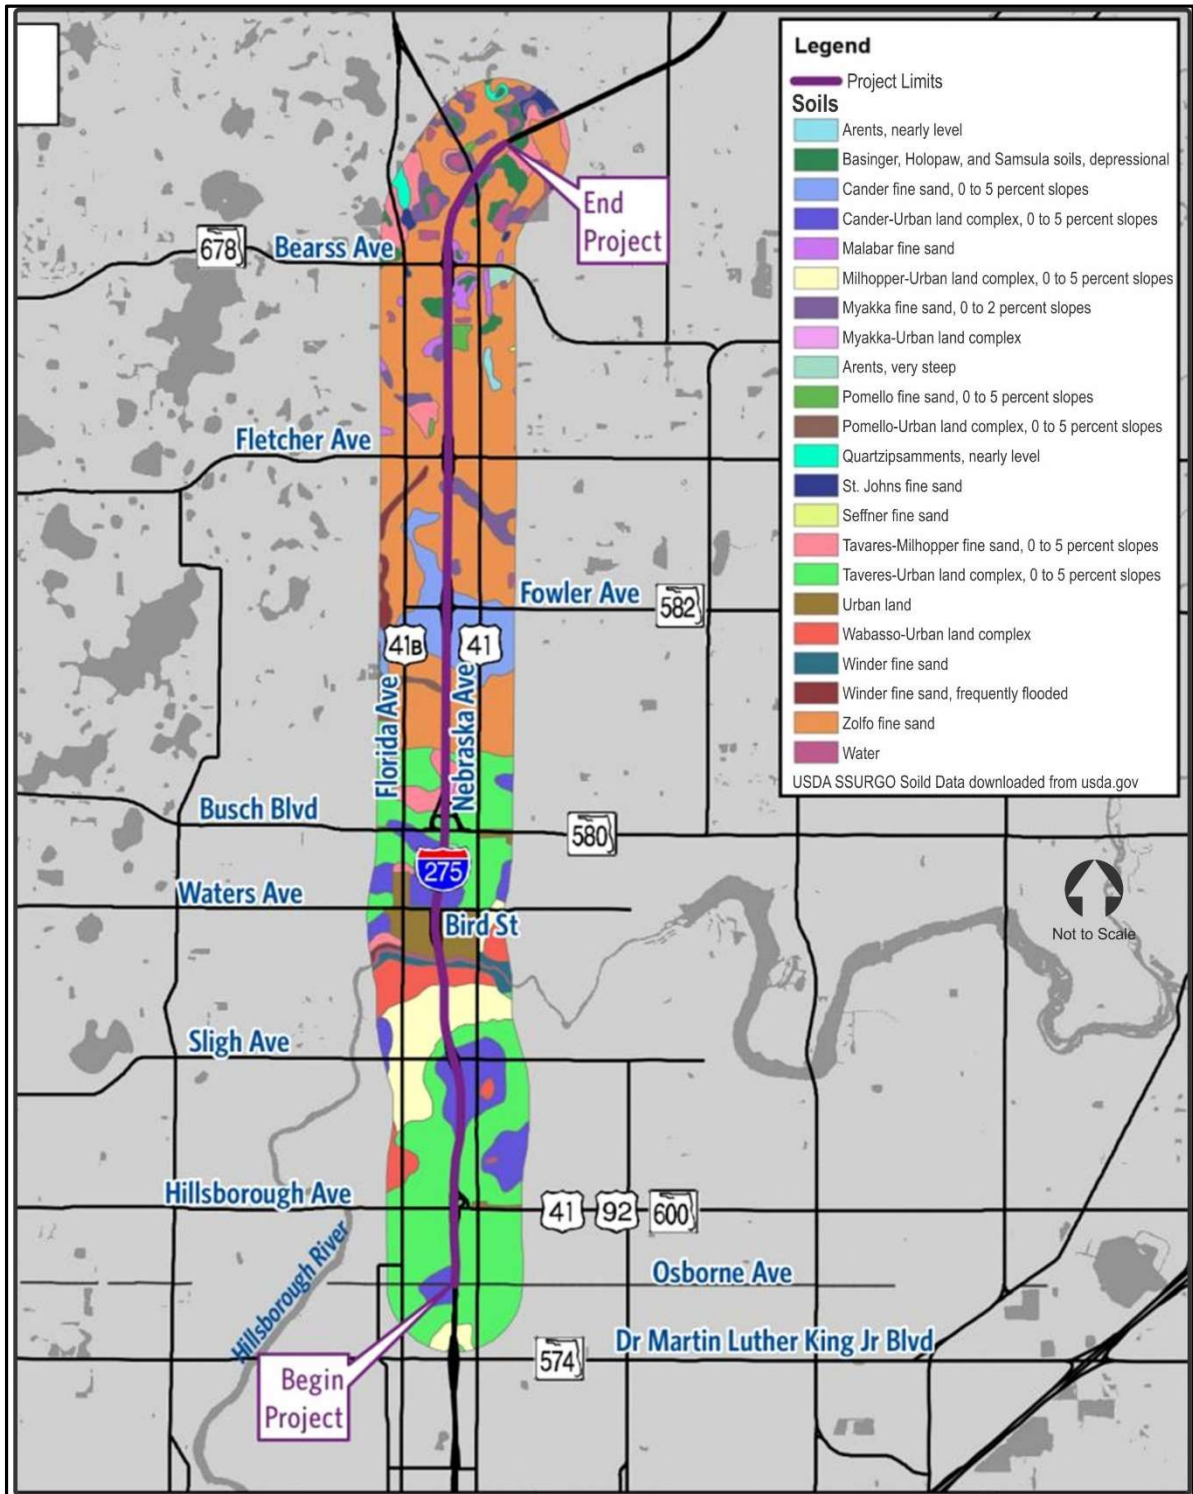 Legend
Project Limits
Soils
Arents, nearly level
Basinger, Holopaw, and Samsula soils, depressional
Cander fine sand, 0 to 5 percent slopes
Cander-Urban land complex, 0 to 5 percent slopes
Malabar fine sand
Milhopper-Urban land complex, 0 to 5 percent slopes
Myakka fine sand, 0 to 2 percent slopes
Myakka-Urban land complex
Arents, very steep
Pomello fine sand, 0 to 5 percent slopes
Pomello-Urban land complex, 0 to 5 percent slopes
Quartzipsamments, nearly level
St. Johns fine sand
Seffner fine sand
Tavares-Milhopper fine sand, 0 to 5 percent slopes
Taveres-Urban land complex, 0 to 5 percent slopes
Urban land
Wabasso-Urban land complex
Winder fine sand
Winder fine sand, frequently flooded
Zolfo fine sand
Water
USDA SSURGO Soild Data downloaded from usda.gov
End
Project
678
Bearss Ave
Fletcher Ave
Fowler Ave
582
41B
41
Florida Ave
Nebraska Ave
Busch Blvd
580
275
Waters Ave
Bird St
Not to Scale
Sligh Ave
Hillsborough Ave
41
92
600
Hillsborough River
Osborne Ave
Dr Martin Luther King Jr Blvd
574
Begin
Project